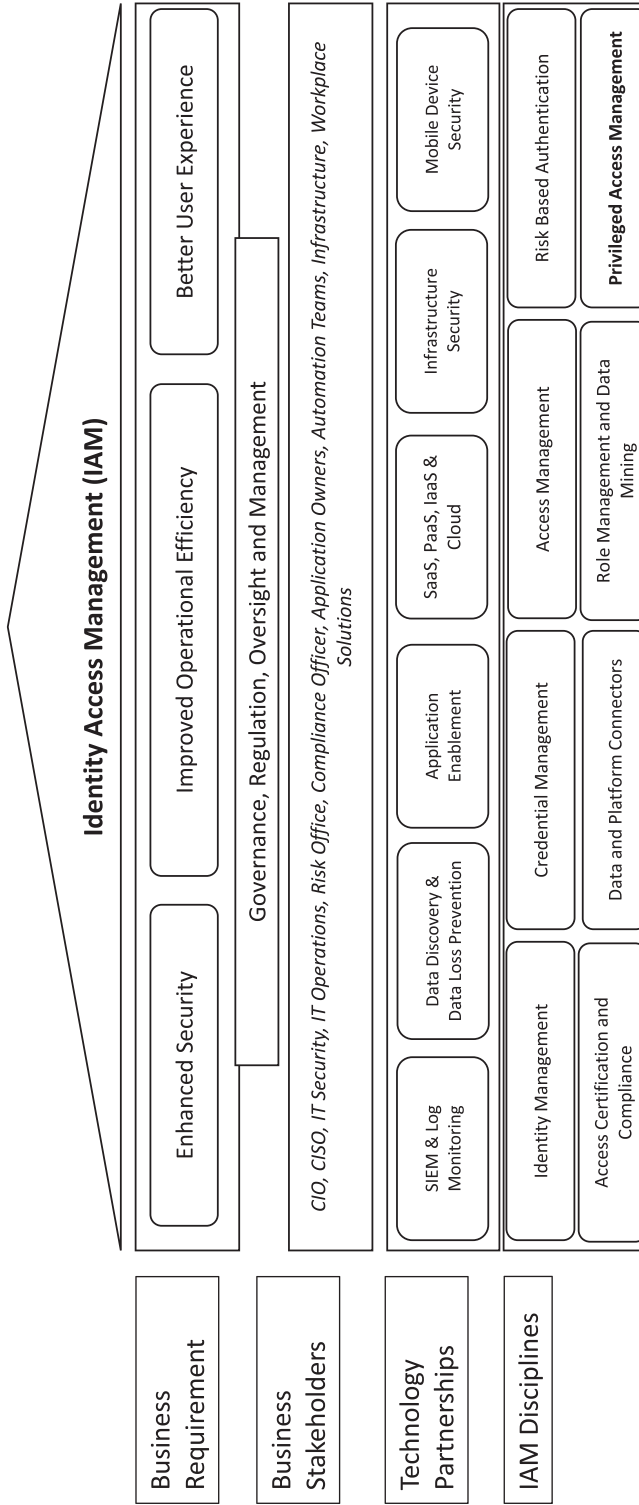 Identity Access Management (IAM)
Business
Requirement
Enhanced Security
Improved Operational Efficiency
Better User Experience
Governance, Regulation, Oversight and Management
Business
Stakeholders
CIO, CISO, IT Security, IT Operations, Risk Office, Compliance Officer, Application Owners, Automation Teams, Infrastructure, Workplace
Solutions
Technology
Partnerships
SIEM & Log
Monitoring
Data Discovery &
Data Loss Prevention
Application
Enablement
SaaS, PaaS, IaaS &
Cloud
Infrastructure
Security
Mobile Device
Security
IAM Disciplines
Identity Management
Credential Management
Access Management
Risk Based Authentication
Access Certification and
Compliance
Data and Platform Connectors
Role Management and Data
Mining
Privileged Access Management